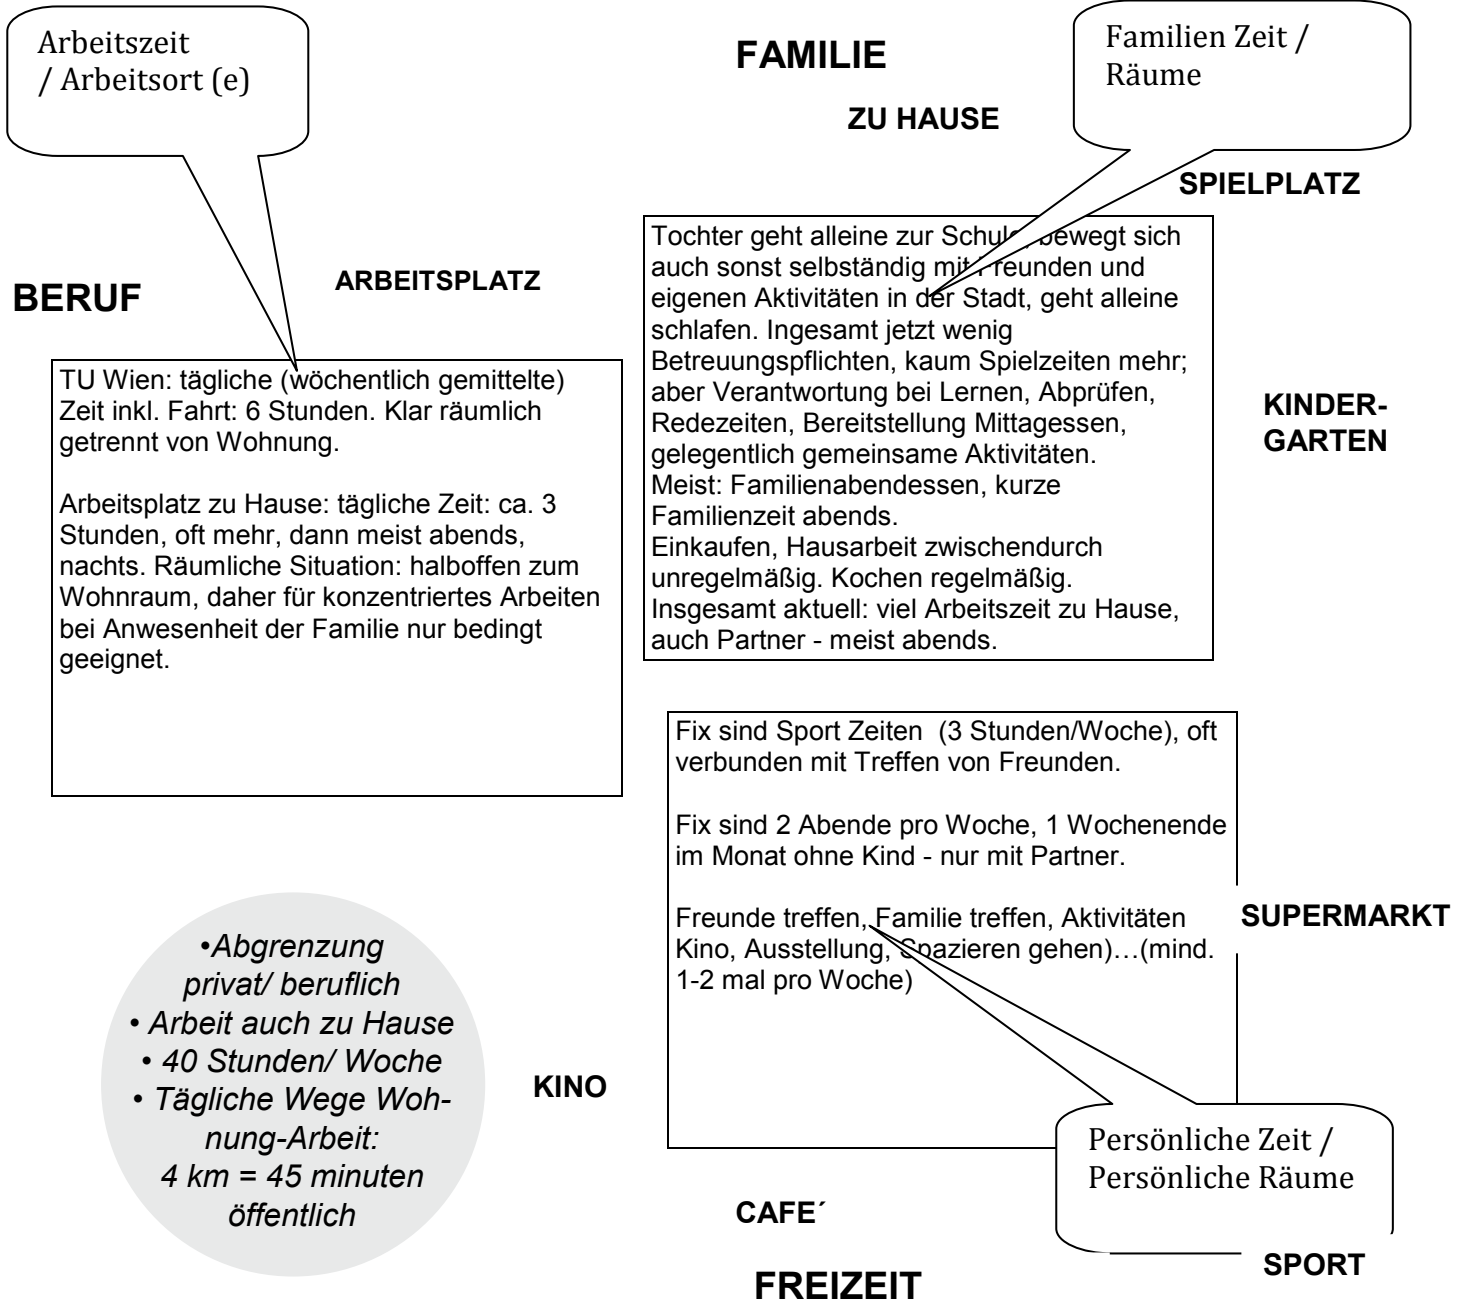 Arbeitszeit
/ Arbeitsort (e)
FAMILIE
ZU HAUSE
Familien Zeit /
Räume
SPIELPLATZ
BERUF
ARBEITSPLATZ
Tochter geht alleine zur Schule, bewegt sich
auch sonst selbständig mit Freunden und
eigenen Aktivitäten in der Stadt, geht alleine
schlafen. Ingesamt jetzt wenig
Betreuungspflichten, kaum Spielzeiten mehr;
aber Verantwortung bei Lernen, Abprüfen,
Redezeiten, Bereitstellung Mittagessen,
gelegentlich gemeinsame Aktivitäten.
Meist: Familienabendessen, kurze
Familienzeit abends.
Einkaufen, Hausarbeit zwischendurch
unregelmäßig. Kochen regelmäßig.
Insgesamt aktuell: viel Arbeitszeit zu Hause,
auch Partner - meist abends.
TU Wien: tägliche (wöchentlich gemittelte)
Zeit inkl. Fahrt: 6 Stunden. Klar räumlich
getrennt von Wohnung.
Arbeitsplatz zu Hause: tägliche Zeit: ca. 3
Stunden, oft mehr, dann meist abends,
nachts. Räumliche Situation: halboffen zum
Wohnraum, daher für konzentriertes Arbeiten
bei Anwesenheit der Familie nur bedingt
geeignet.
KINDER-
GARTEN
Fix sind Sport Zeiten  (3 Stunden/Woche), oft
verbunden mit Treffen von Freunden.
Fix sind 2 Abende pro Woche, 1 Wochenende
im Monat ohne Kind - nur mit Partner.
Freunde treffen, Familie treffen, Aktivitäten
Kino, Ausstellung, Spazieren gehen)…(mind.
1-2 mal pro Woche)
SUPERMARKT
•Abgrenzung
privat/ beruflich
• Arbeit auch zu Hause
• 40 Stunden/ Woche
• Tägliche Wege Woh-
nung-Arbeit:
4 km = 45 minuten
öffentlich
KINO
Persönliche Zeit /
Persönliche Räume
CAFE´
SPORT
FREIZEIT